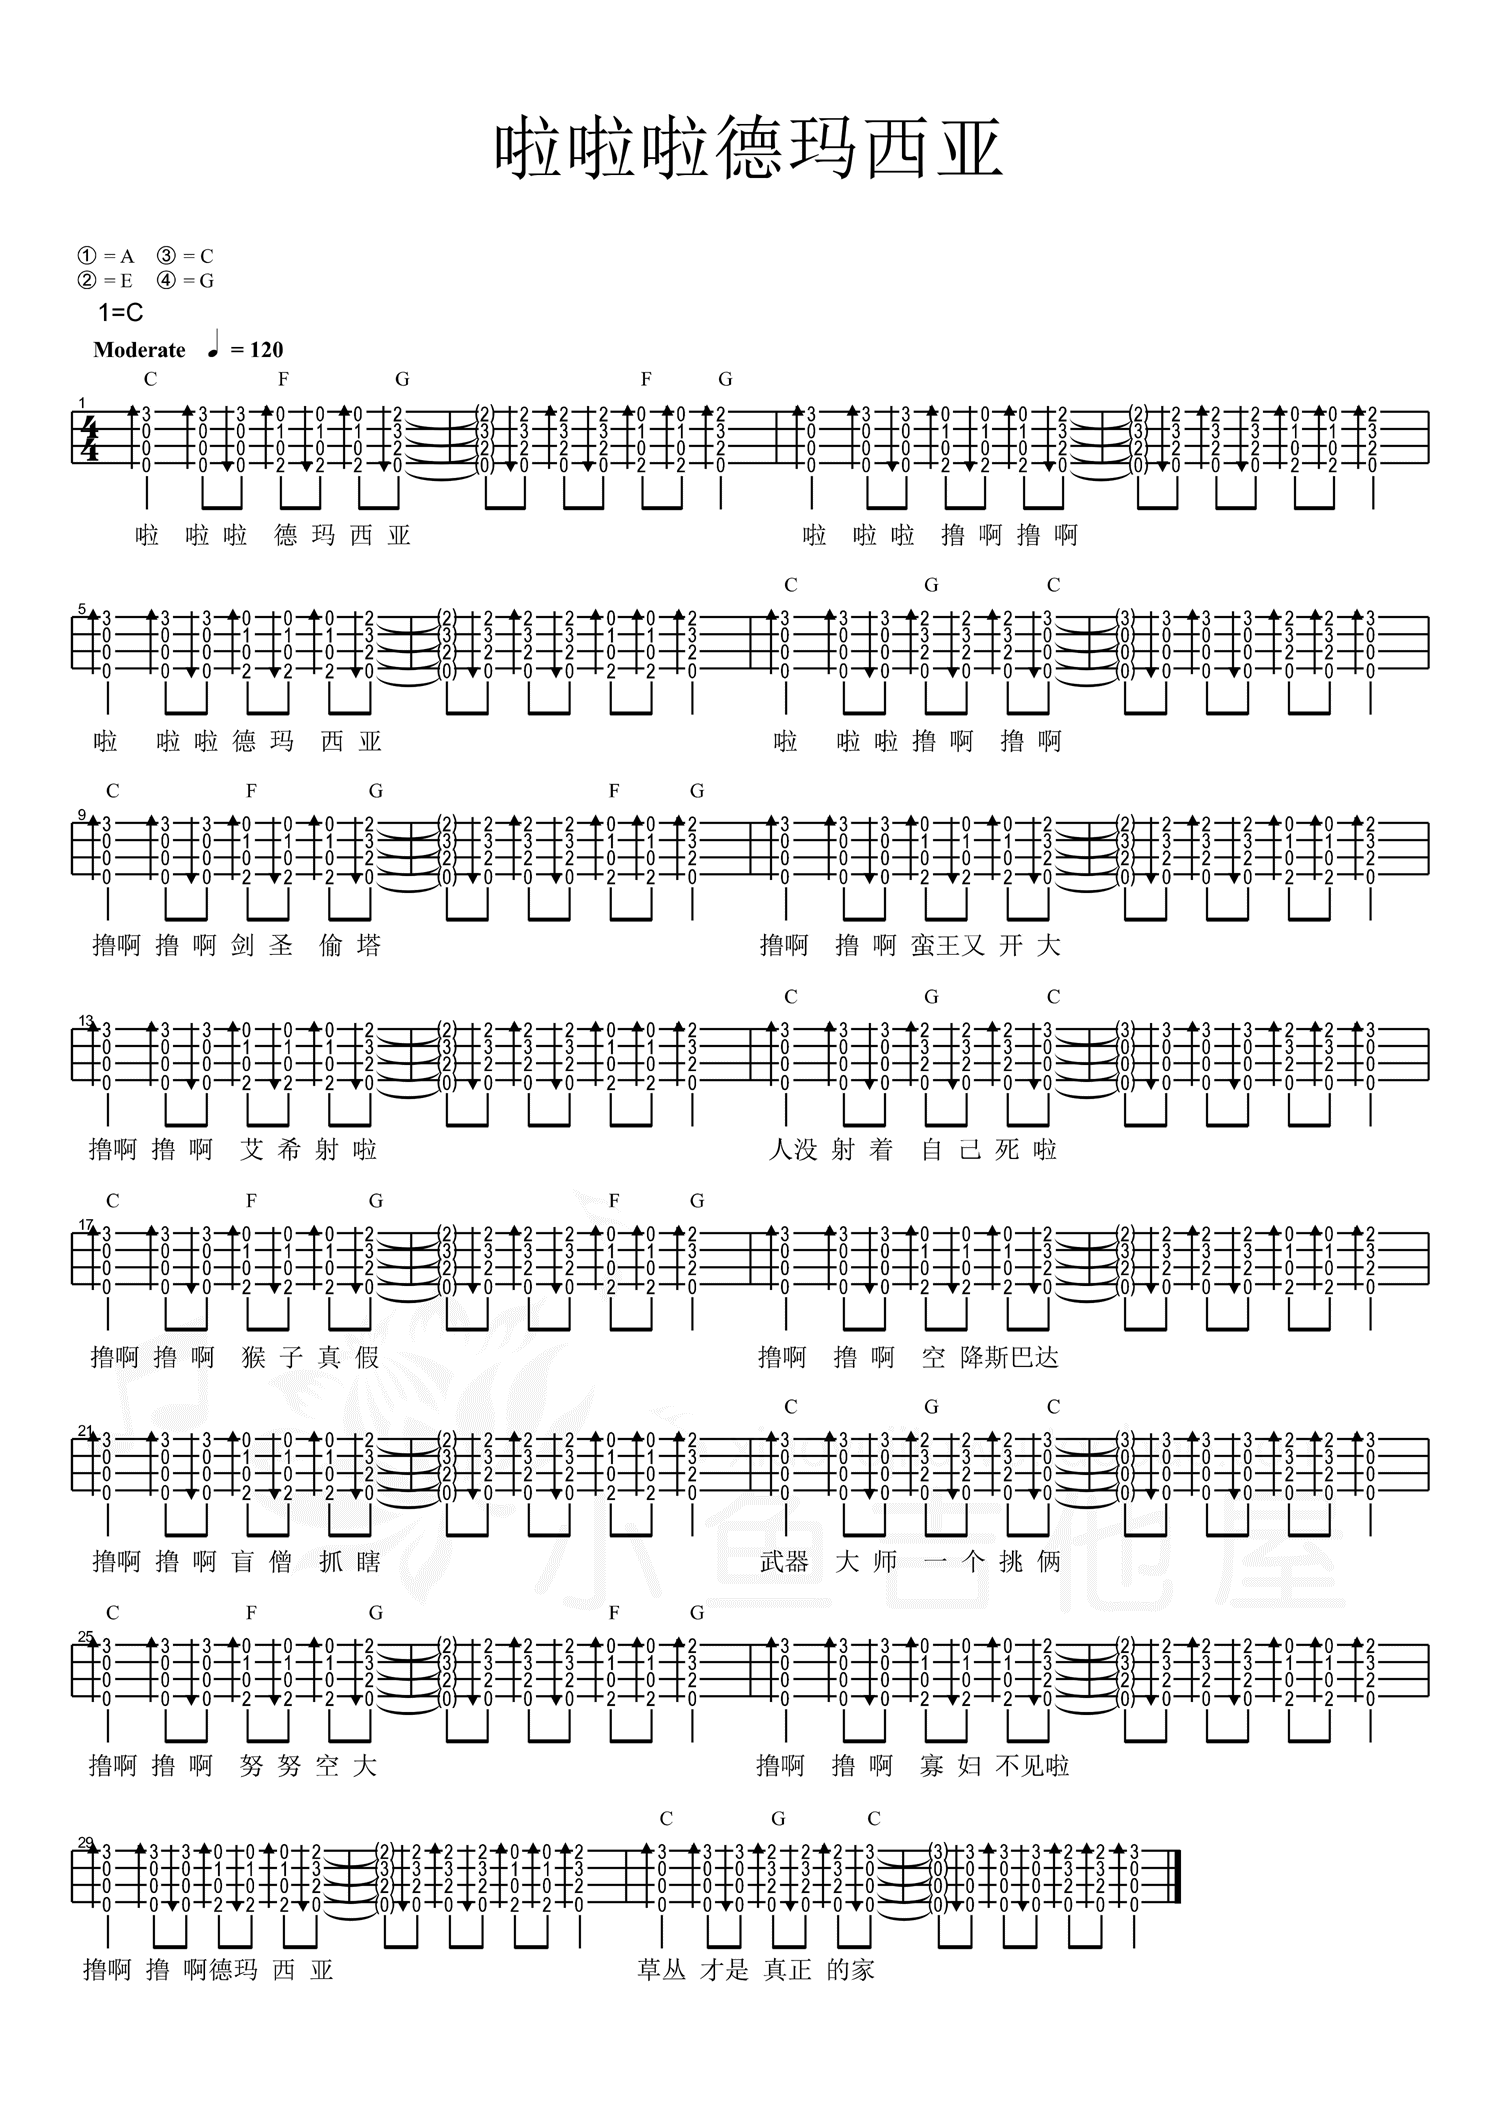 啦啦啦德玛西亚
① = A ③ = C
② = E ④ = G
1=C
Moderate ♩ = 120
C F G F G
1
啦 啦 啦 德 玛 西 亚 啦 啦 啦 撸 啊 撸 啊
C G C
5
啦 啦 啦 德 玛 西 亚 啦 啦 啦 撸 啊 撸 啊
C F G F G
9
撸啊 撸 啊 剑 圣 偷 塔 撸啊 撸 啊 蛮王又 开 大
C G C
13
撸啊 撸 啊 艾 希 射 啦 人没 射 着 自 己 死 啦
C F G F G
17
撸啊 撸 啊 猴 子 真 假 撸啊 撸 啊 空 降斯巴达
C G C
21
撸啊 撸 啊 盲 僧 抓 瞎 武器 大 师 一 个 挑 俩
小鱼吉他屋
C F G F G
25
撸啊 撸 啊 努 努 空 大 撸啊 撸 啊 寡 妇 不见啦
C G C
29
撸啊 撸 啊德玛 西 亚 草丛 才是 真正 的家